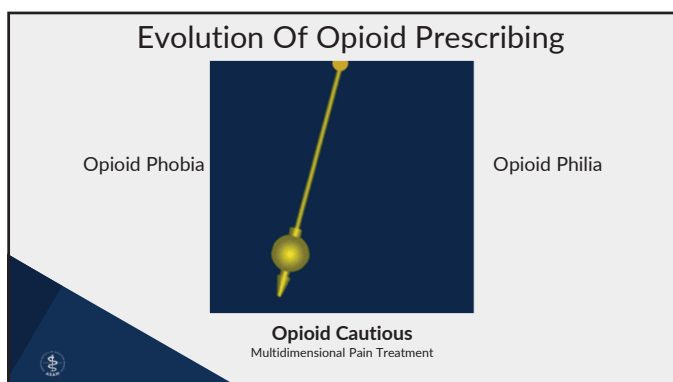 Evolution Of Opioid Prescribing
Opioid Phobia
Opioid Philia
Opioid Cautious
Multidimensional Pain Treatment